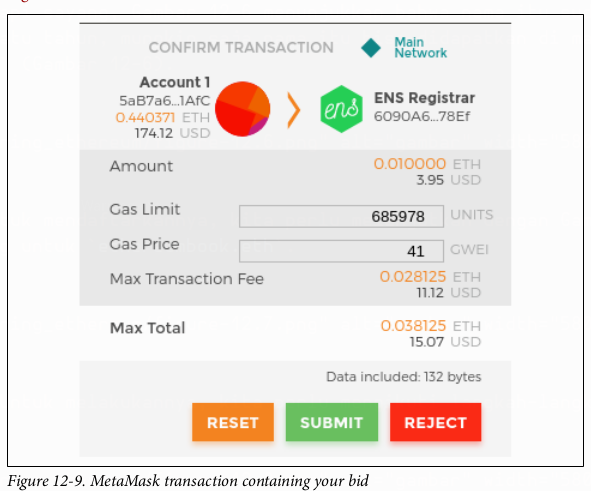 CONFIRM TRANSACTION
Main
Network
Account 1
5aB7a6...1AfC
0.440371 ETH
174.12 USD
ens
ENS Registrar
6090A6...78Ef
Amount 0.010000 ETH
3.95 USD
Gas Limit 685978 UNITS
Gas Price 41 GWEI
Max Transaction Fee 0.028125 ETH
11.12 USD
Max Total 0.038125 ETH
15.07 USD
Data included: 132 bytes
RESET SUBMIT REJECT
Figure 12-9. MetaMask transaction containing your bid